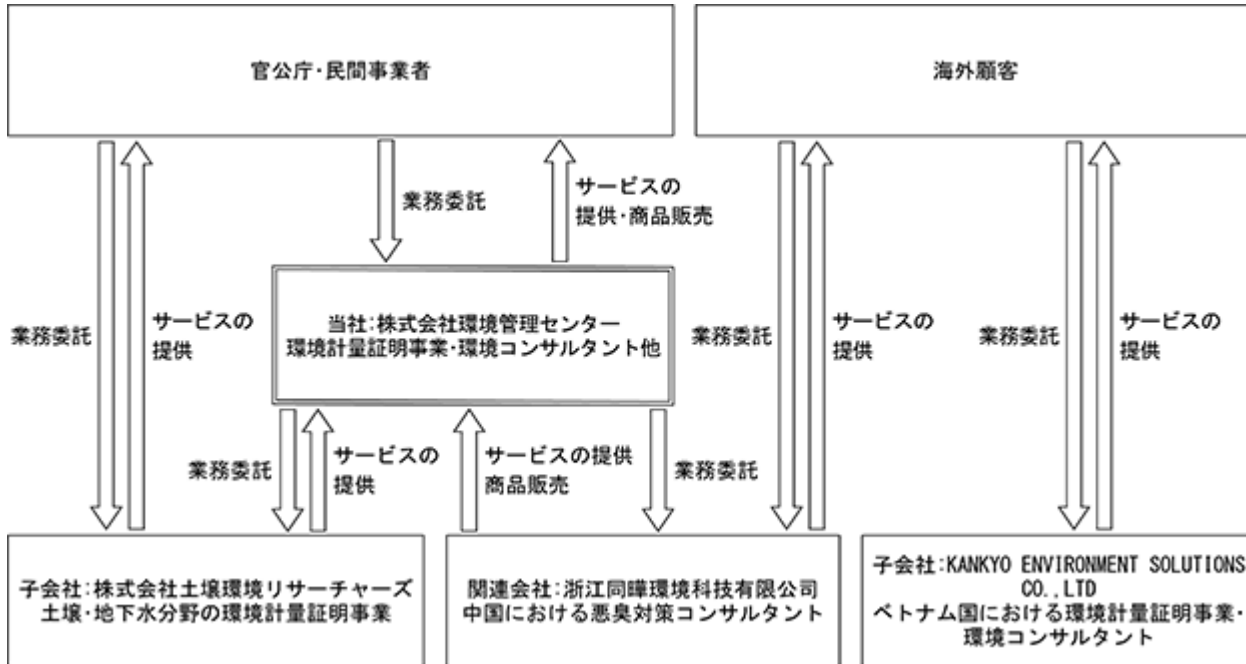 官公庁・民間事業者
海外顧客
業務委託
サービスの
提供・商品販売
業務委託
サービスの
提供
当社:株式会社環境管理センター
環境計量証明事業・環境コンサルタント他
業務委託
サービスの
提供
業務委託
サービスの
提供
業務委託
サービスの
提供
サービスの提供
商品販売
業務委託
子会社:株式会社土壌環境リサーチャーズ
土壌・地下水分野の環境計量証明事業
関連会社:浙江同曄環境科技有限公司
中国における悪臭対策コンサルタント
子会社:KANKYO ENVIRONMENT SOLUTIONS
CO.,LTD
ベトナム国における環境計量証明事業・
環境コンサルタント